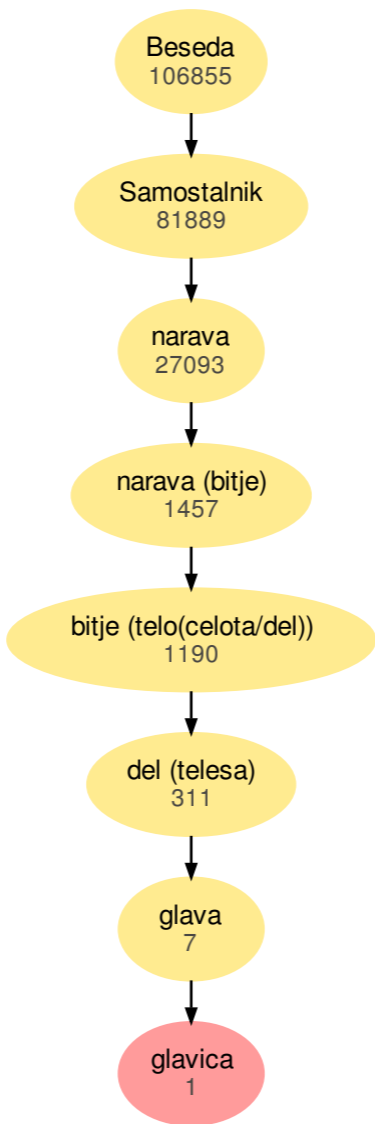 Beseda
106855
Samostalnik
81889
narava
27093
narava (bitje)
1457
bitje (telo(celota/del))
1190
del (telesa)
311
glava
7
glavica
1